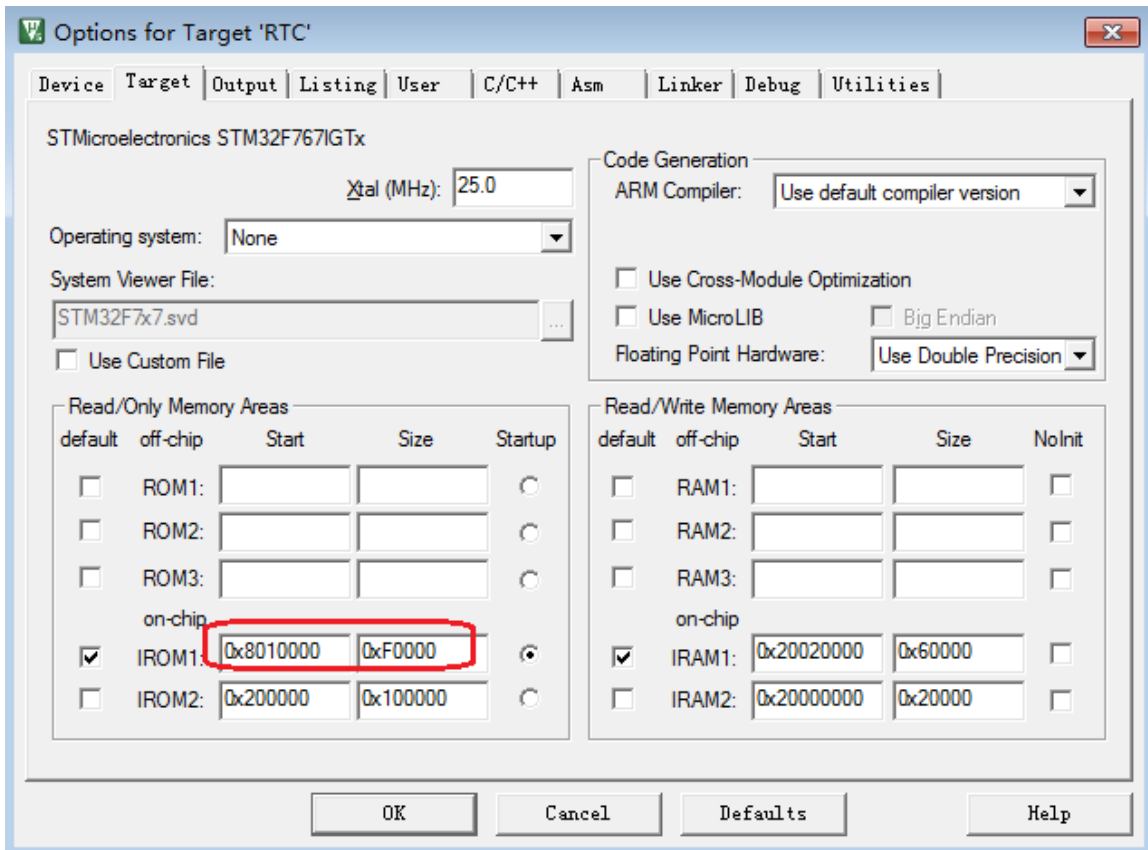 Options for Target 'RTC'
Device Target Output Listing User C/C++ Asm Linker Debug Utilities
STMicroelectronics STM32F767IGTx
Xtal (MHz): 25.0
Operating system: None
System Viewer File:
STM32F7x7.svd ...
Use Custom File
Code Generation
ARM Compiler: Use default compiler version
Use Cross-Module Optimization
Use MicroLIB Big Endian
Floating Point Hardware: Use Double Precision
Read/Only Memory Areas
default off-chip Start Size Startup
ROM1:
ROM2:
ROM3:
on-chip
IROM1: 0x8010000 0xF0000
IROM2: 0x200000 0x100000
Read/Write Memory Areas
default off-chip Start Size NoInit
RAM1:
RAM2:
RAM3:
on-chip
IRAM1: 0x20020000 0x60000
IRAM2: 0x20000000 0x20000
OK Cancel Defaults Help